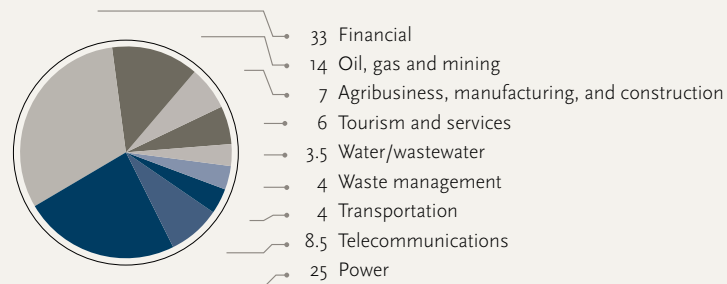 33 Financial
14 Oil, gas and mining
7 Agribusiness, manufacturing, and construction
6 Tourism and services
3.5 Water/wastewater
4 Waste management
4 Transportation
8.5 Telecommunications
25 Power